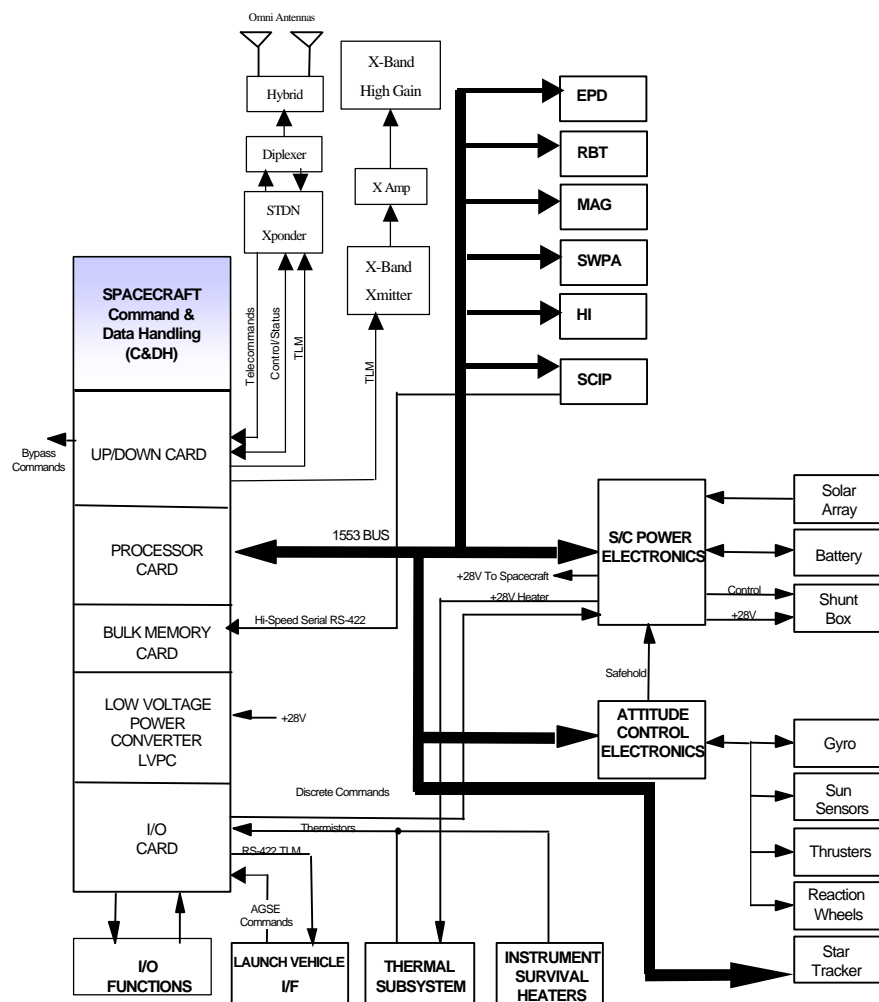 Omni Antennas
Hybrid
Diplexer
STDN
Xponder
X-Band
High Gain
X Amp
X-Band
Xmitter
EPD
RBT
MAG
SWPA
HI
SCIP
SPACECRAFT
Command &
Data Handling
(C&DH)
Telecommands
Control/Status
TLM
TLM
Bypass
Commands
UP/DOWN CARD
PROCESSOR
CARD
1553 BUS
S/C POWER
ELECTRONICS
Solar
Array
Battery
Control
+28V
Shunt
Box
+28V To Spacecraft
+28V Heater
BULK MEMORY
CARD
Hi-Speed Serial RS-422
Safehold
LOW VOLTAGE
POWER
CONVERTER
LVPC
+28V
ATTITUDE
CONTROL
ELECTRONICS
Gyro
Sun
Sensors
Thrusters
Reaction
Wheels
Star
Tracker
Discrete Commands
I/O
CARD
Thermistors
RS-422 TLM
AGSE
Commands
I/O
FUNCTIONS
LAUNCH VEHICLE
I/F
THERMAL
SUBSYSTEM
INSTRUMENT
SURVIVAL
HEATERS